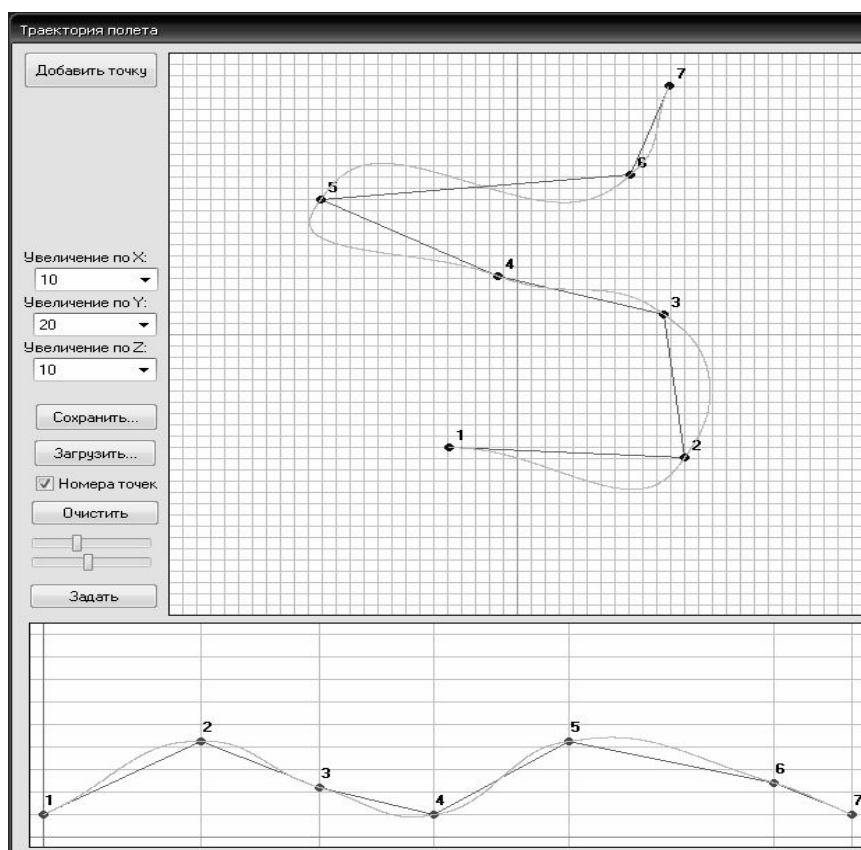 Траектория полета
Добавить точку
7
6
5
4
Увеличение по X:
10
Увеличение по Y:
20
3
Увеличение по Z:
10
Сохранить...
1
2
Загрузить...
Номера точек
Очистить
Задать
2
5
3
6
1
4
7